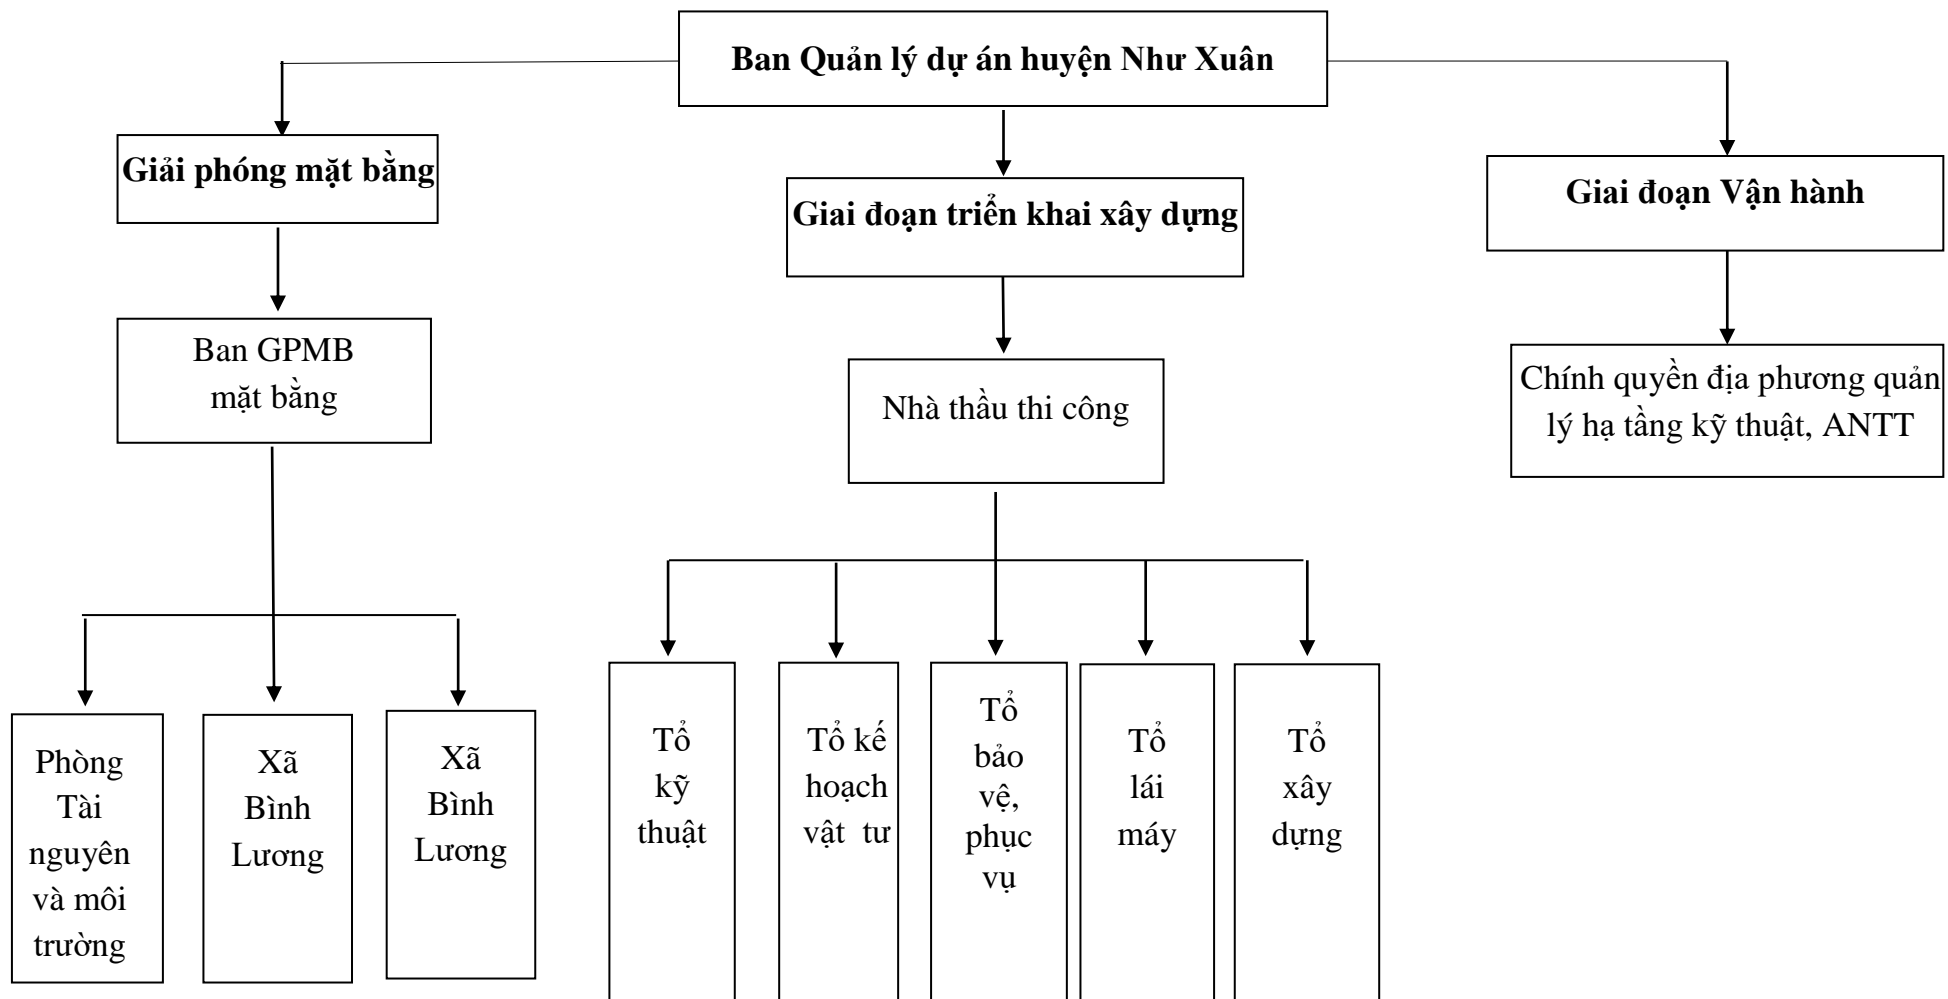 Ban Quản lý dự án huyện Như Xuân
Giải phóng mặt bằng
Giai đoạn triển khai xây dựng
Giai đoạn Vận hành
Ban GPMB
mặt bằng
Nhà thầu thi công
Chính quyền địa phương quản
lý hạ tầng kỹ thuật, ANTT
Phòng
Tài
nguyên
và môi
trường
Xã
Bình
Lương
Xã
Bình
Lương
Tổ
kỹ
thuật
Tổ kế
hoạch
vật tư
Tổ
bảo
vệ,
phục
vụ
Tổ
lái
máy
Tổ
xây
dựng